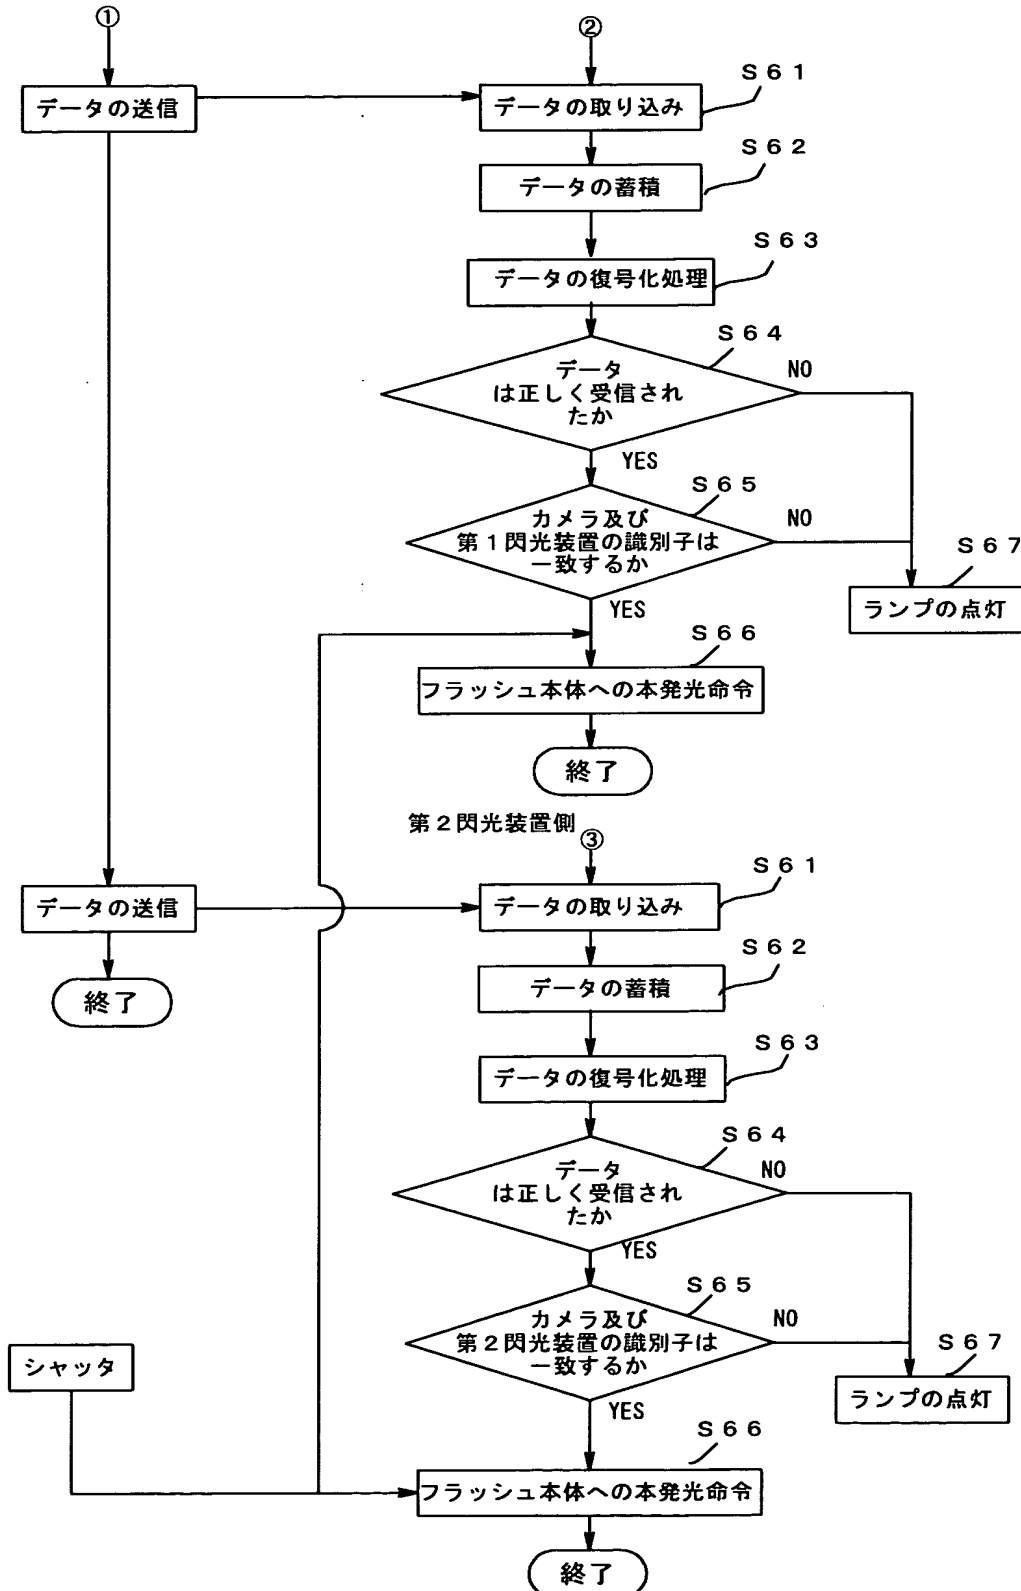 ①
②
データの送信
データの取り込み
S61
データの蓄積
S62
データの復号化処理
S63
データ
は正しく受信され
たか
S64
NO
YES
カメラ及び
第1閃光装置の識別子は
一致するか
S65
NO
YES
ランプの点灯
S67
フラッシュ本体への本発光命令
S66
終了
第2閃光装置側
③
データの送信
終了
データの取り込み
S61
データの蓄積
S62
データの復号化処理
S63
データ
は正しく受信され
たか
S64
NO
YES
カメラ及び
第2閃光装置の識別子は
一致するか
S65
NO
YES
シャッタ
ランプの点灯
S67
フラッシュ本体への本発光命令
S66
終了